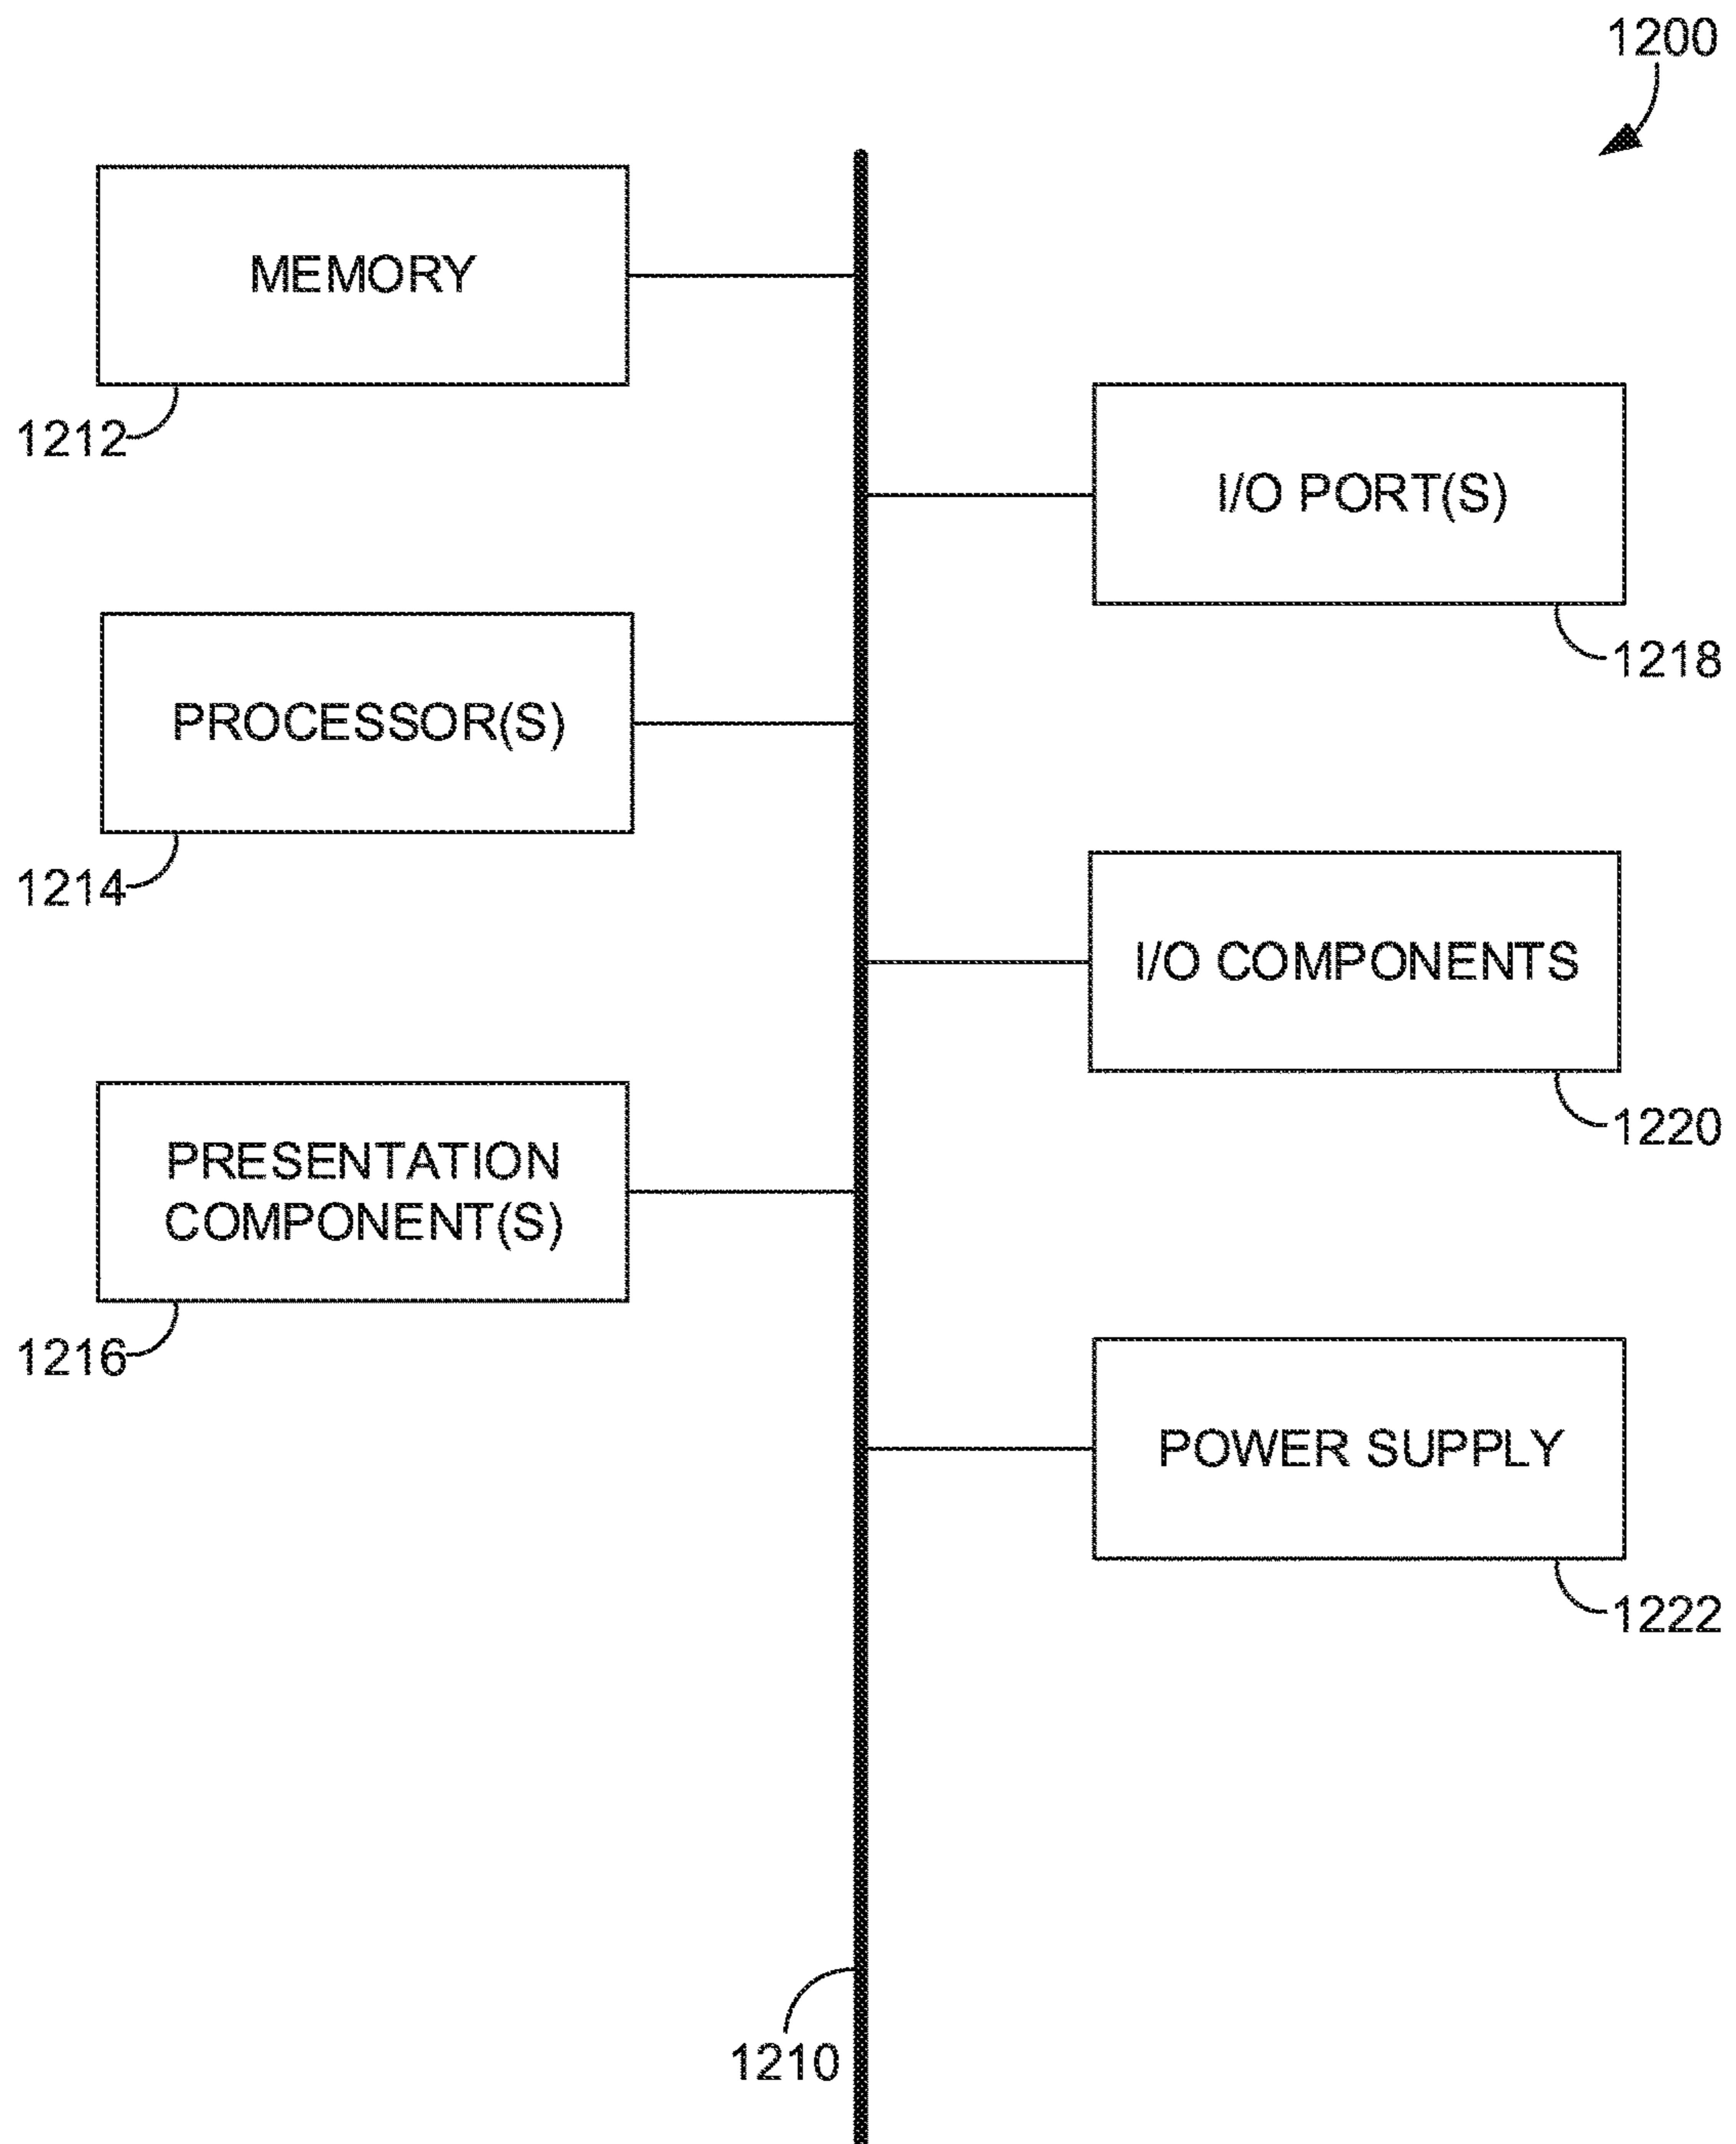 1200
MEMORY
1212
I/O PORT(S)
1218
PROCESSOR(S)
1214
I/O COMPONENTS
1220
PRESENTATION
COMPONENT(S)
1216
POWER SUPPLY
1222
1210